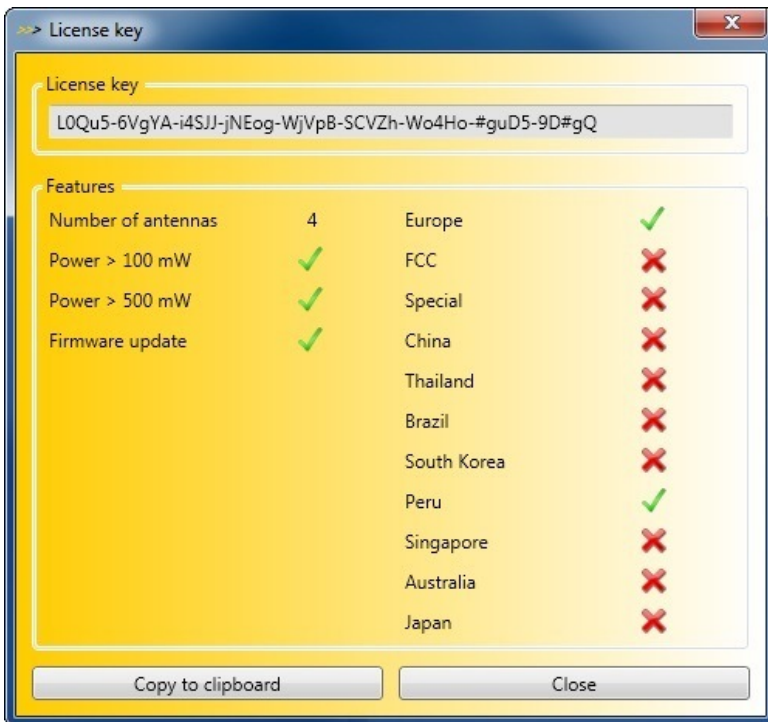 >>> License key
License key
L0Qu5-6VgYA-i4SJJ-jNEog-WjVpB-SCVZh-Wo4Ho-#guD5-9D#gQ
Features
Number of antennas 4
Power > 100 mW
Power > 500 mW
Firmware update
Europe
FCC
Special
China
Thailand
Brazil
South Korea
Peru
Singapore
Australia
Japan
Copy to clipboard
Close